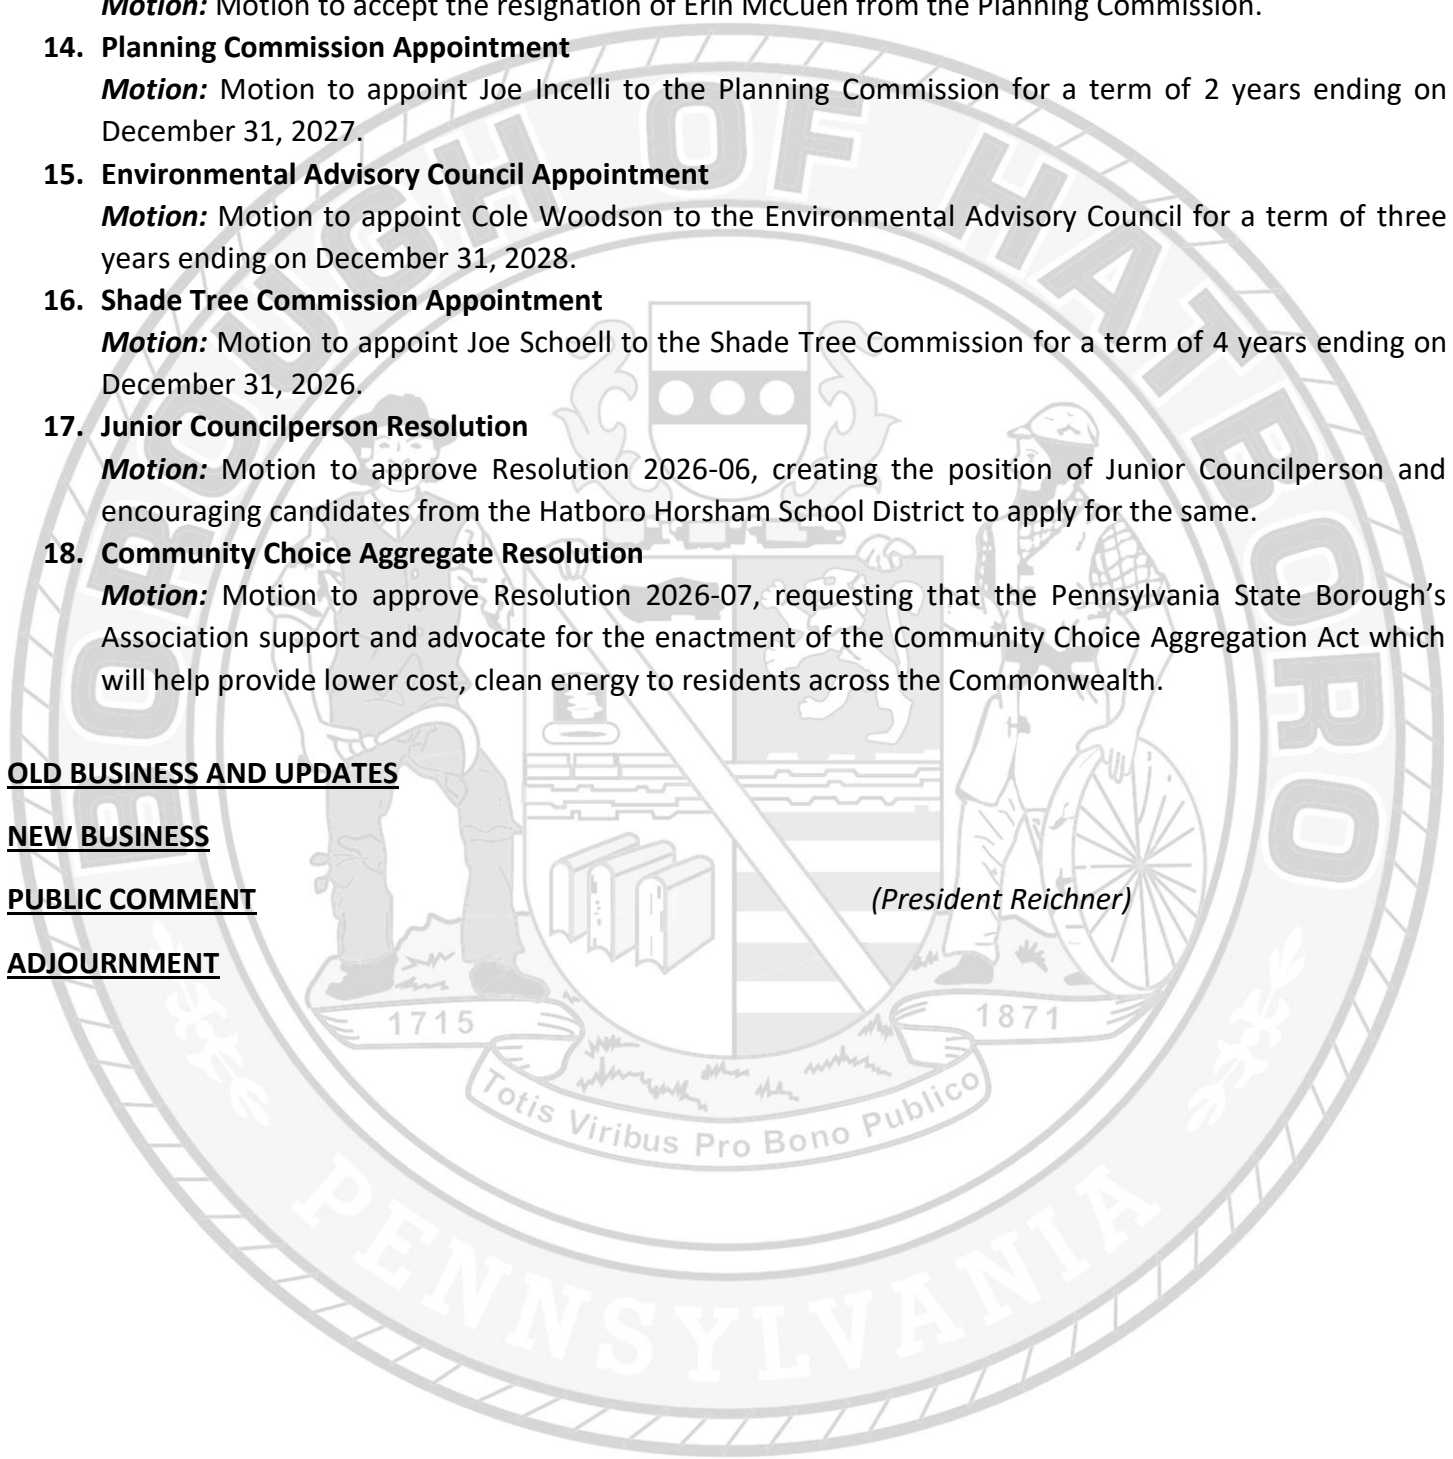 Motion: Motion to accept the resignation of Erin McCuen from the Planning Commission.
14. Planning Commission Appointment
Motion: Motion to appoint Joe Incelli to the Planning Commission for a term of 2 years ending on
December 31, 2027.
15. Environmental Advisory Council Appointment
Motion: Motion to appoint Cole Woodson to the Environmental Advisory Council for a term of three
years ending on December 31, 2028.
16. Shade Tree Commission Appointment
Motion: Motion to appoint Joe Schoell to the Shade Tree Commission for a term of 4 years ending on
December 31, 2026.
17. Junior Councilperson Resolution
Motion: Motion to approve Resolution 2026-06, creating the position of Junior Councilperson and
encouraging candidates from the Hatboro Horsham School District to apply for the same.
18. Community Choice Aggregate Resolution
Motion: Motion to approve Resolution 2026-07, requesting that the Pennsylvania State Borough’s
Association support and advocate for the enactment of the Community Choice Aggregation Act which
will help provide lower cost, clean energy to residents across the Commonwealth.
OLD BUSINESS AND UPDATES
NEW BUSINESS
PUBLIC COMMENT (President Reichner)
ADJOURNMENT
BOROUGH OF HATBORO
1715 1871
Totis Viribus Pro Bono Publico
PENNSYLVANIA